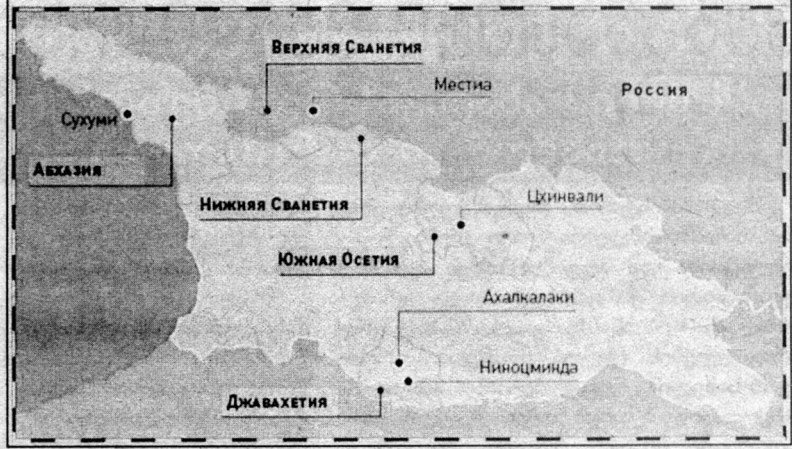 Верхняя Сванетия
Местиа
Россия
Сухуми
Абхазия
Нижняя Сванетия
Цхинвали
Южная Осетия
Ахалкалаки
Ниноцминда
Джавахетия